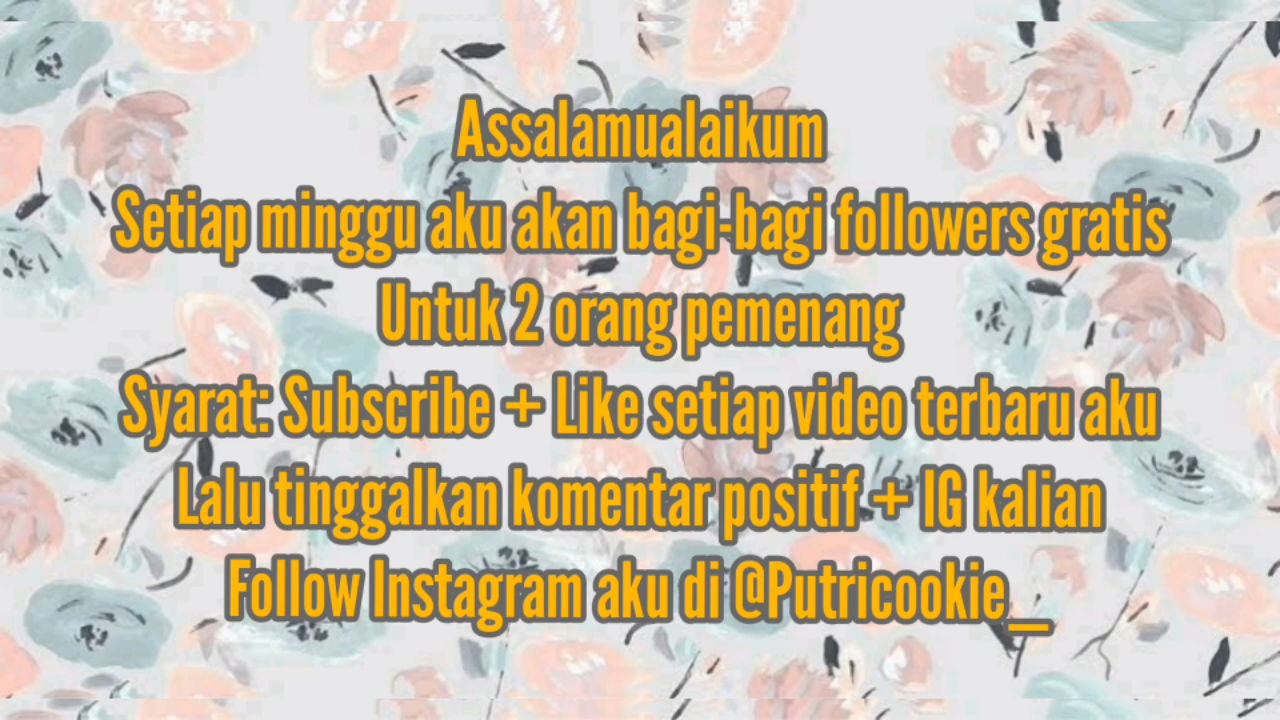 Assalamualaikum
Setiap minggu aku akan bagi-bagi followers gratis
Untuk 2 orang pemenang
Syarat: Subscribe + Like setiap video terbaru aku
Lalu tinggalkan komentar positif + IG kalian
Follow Instagram aku di @Putricookie_